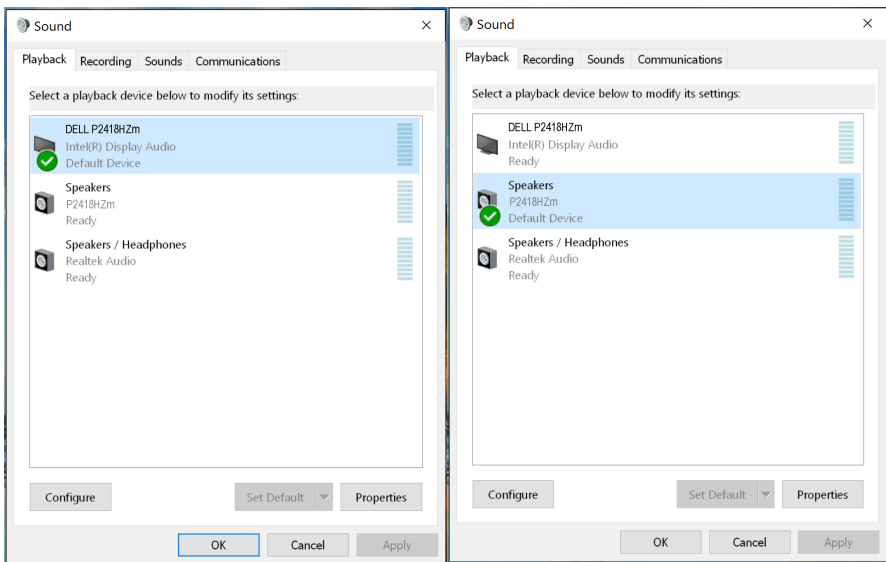 Sound
Playback Recording Sounds Communications
Select a playback device below to modify its settings:
DELL P2418HZm
Intel(R) Display Audio
Default Device
Speakers
P2418HZm
Ready
Speakers / Headphones
Realtek Audio
Ready
Configure Set Default Properties
OK Cancel Apply
Sound
Playback Recording Sounds Communications
Select a playback device below to modify its settings:
DELL P2418HZm
Intel(R) Display Audio
Ready
Speakers
P2418HZm
Default Device
Speakers / Headphones
Realtek Audio
Ready
Configure Set Default Properties
OK Cancel Apply